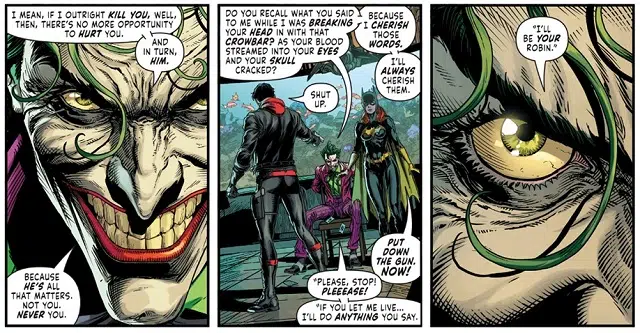 I MEAN, IF I OUTRIGHT KILL YOU, WELL,
THEN, THERE'S NO MORE OPPORTUNITY
TO HURT YOU.
AND
IN TURN,
HIM.
BECAUSE
HE'S ALL
THAT MATTERS.
NOT YOU.
NEVER YOU.
DO YOU RECALL WHAT YOU SAID
TO ME WHILE I WAS BREAKING
YOUR HEAD IN WITH THAT
CROWBAR? AS YOUR BLOOD
STREAMED INTO YOUR EYES
AND YOUR SKULL
CRACKED?
BECAUSE
I CHERISH
THOSE
WORDS.
I'LL
ALWAYS
CHERISH
THEM.
SHUT
UP.
PUT
DOWN
THE GUN.
NOW!
"PLEASE, STOP!
PLEEEASE!
"IF YOU LET ME LIVE...
I'LL DO ANYTHING YOU SAY.
"I'LL
BE YOUR
ROBIN."